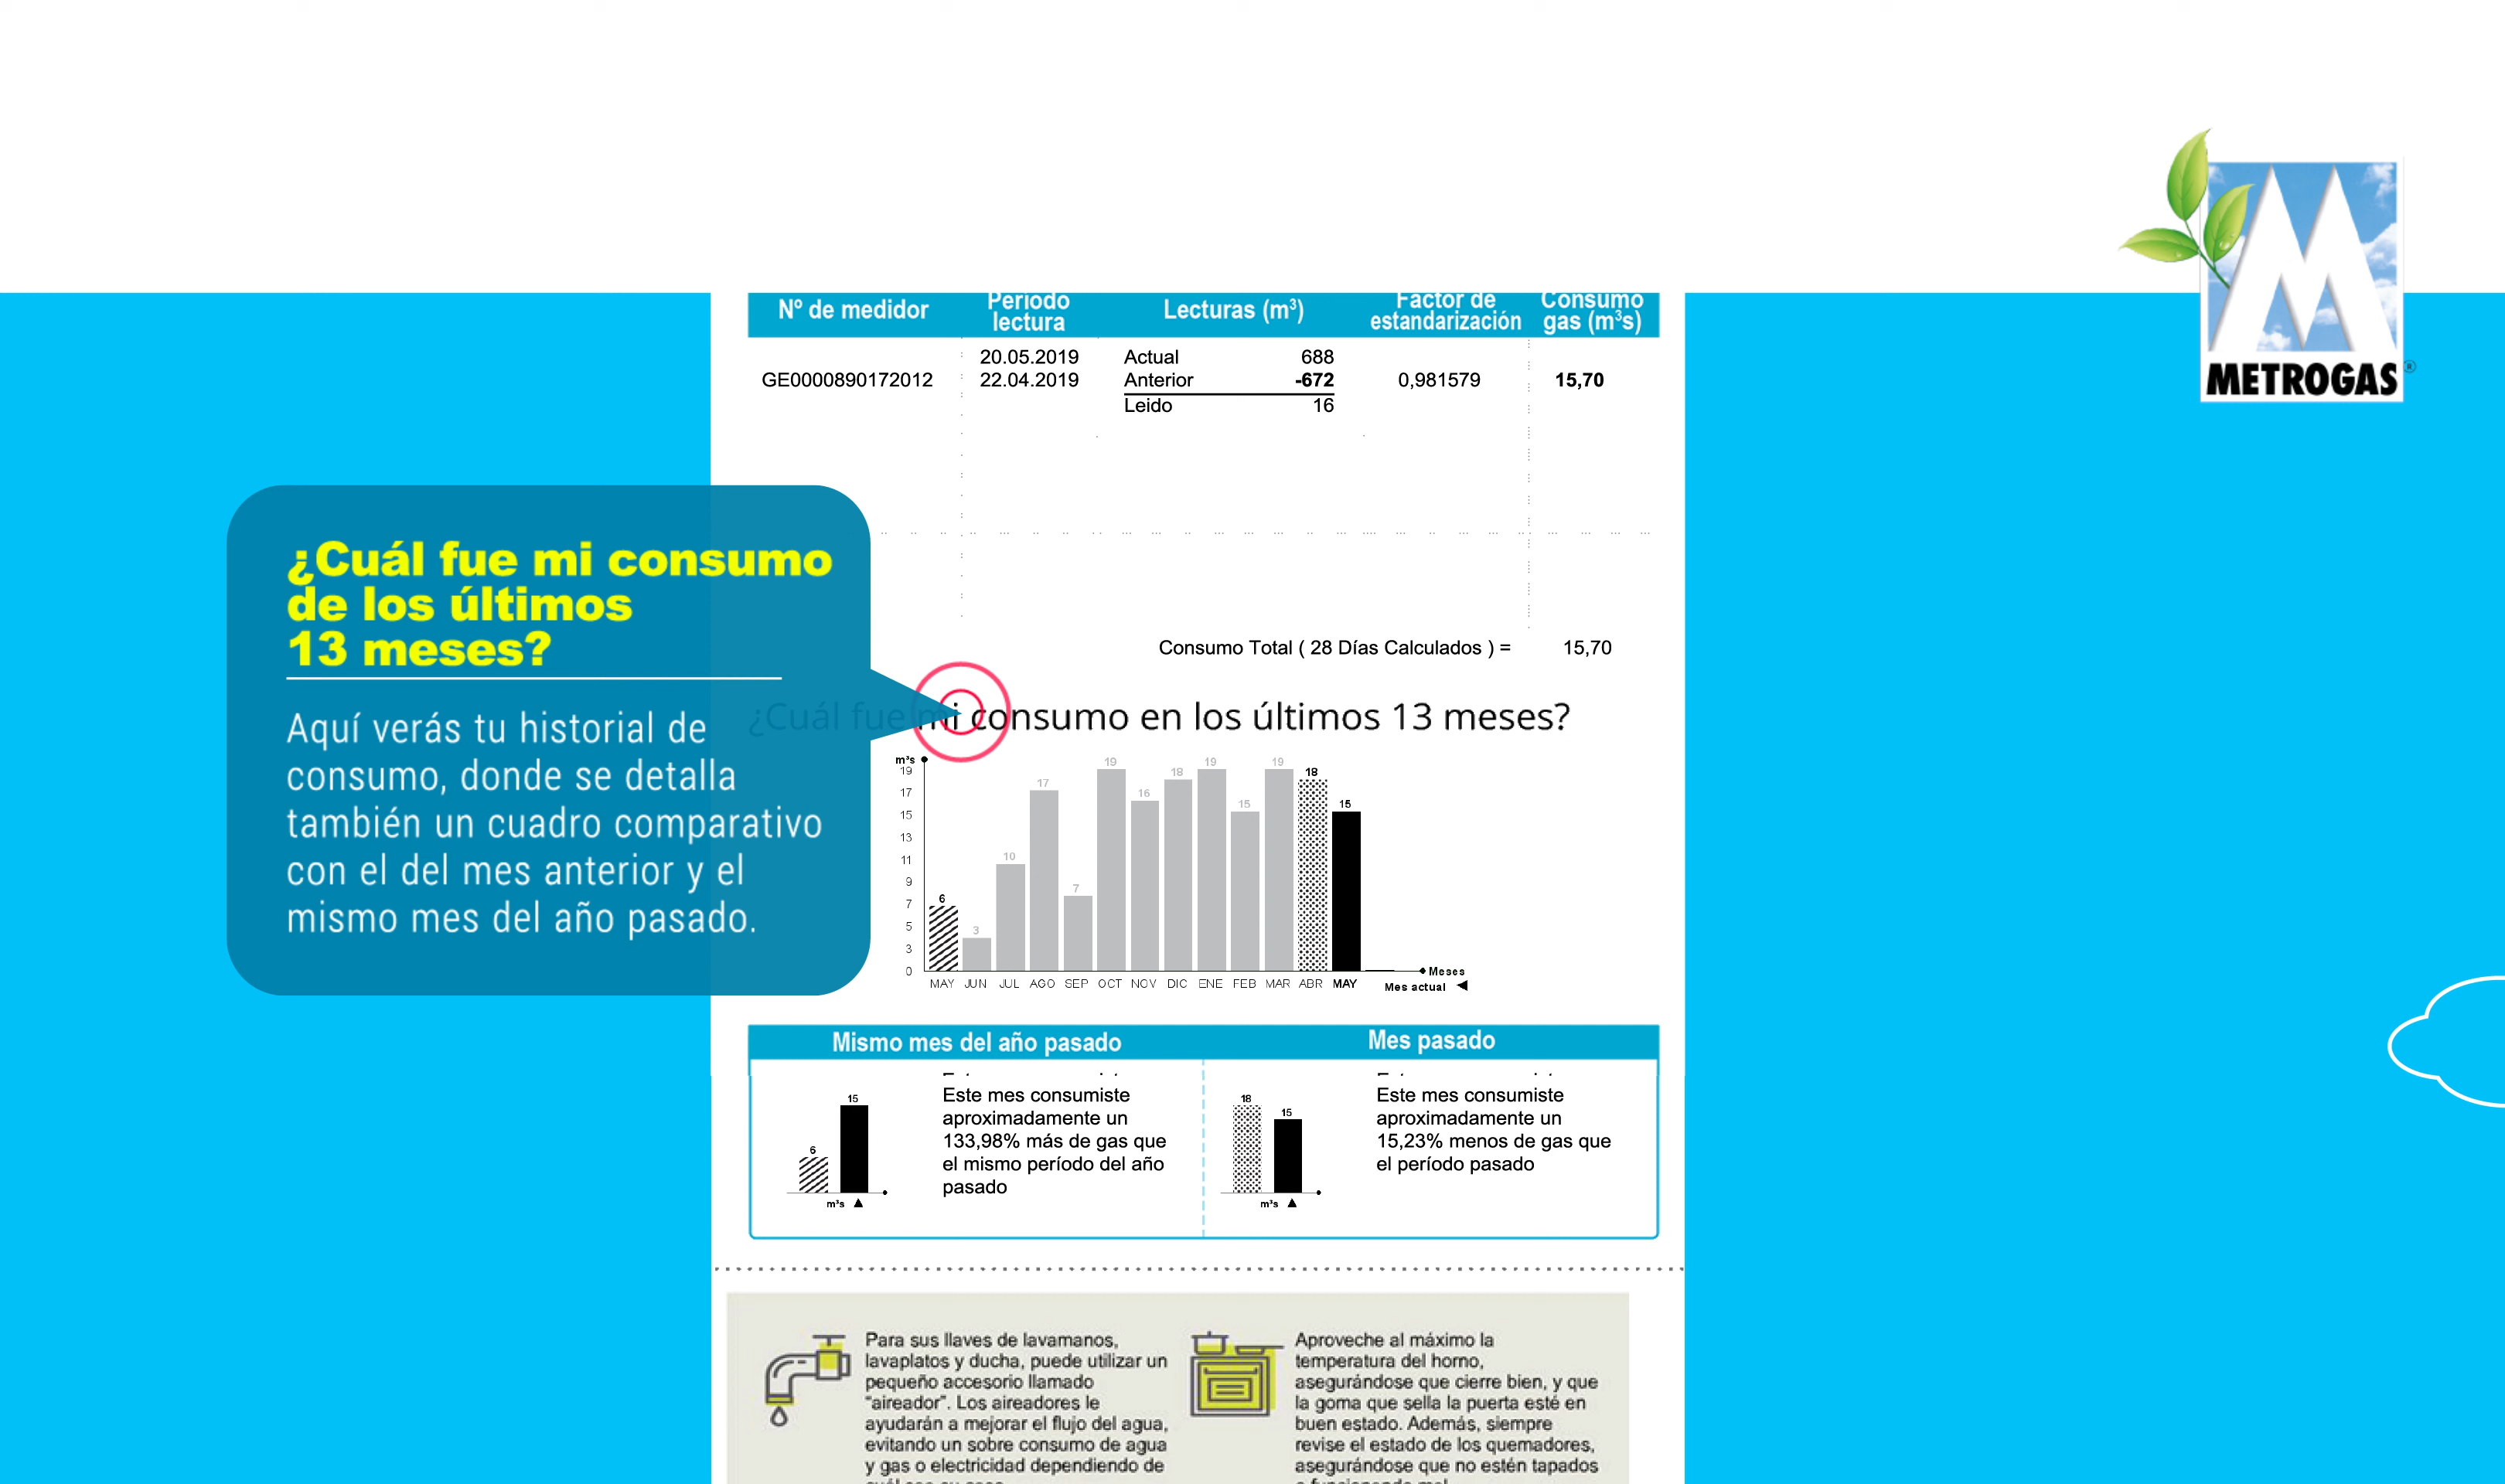 METROGAS®
Nº de medidor
Período
lectura
Lecturas (m³)
Factor de
estandarización
Consumo
gas (m³s)
20.05.2019 Actual 688
GE0000890172012 22.04.2019 Anterior -672 0,981579 15,70
Leido 16
Consumo Total ( 28 Días Calculados ) = 15,70
¿Cuál fue mi consumo
de los últimos
13 meses?
Aquí verás tu historial de
consumo, donde se detalla
también un cuadro comparativo
con el del mes anterior y el
mismo mes del año pasado.
¿Cuál fue mi consumo en los últimos 13 meses?
m³s
19
17
15
13
11
9
7
5
3
0
6 3 10 17 7 19 16 18 19 15 19 18 15
MAY JUN JUL AGO SEP OCT NOV DIC ENE FEB MAR ABR MAY
Meses
Mes actual
Mismo mes del año pasado
6 15
m³s
Este mes consumiste
aproximadamente un
133,98% más de gas que
el mismo período del año
pasado
Mes pasado
18 15
m³s
Este mes consumiste
aproximadamente un
15,23% menos de gas que
el período pasado
Para sus llaves de lavamanos,
lavaplatos y ducha, puede utilizar un
pequeño accesorio llamado
“aireador”. Los aireadores le
ayudarán a mejorar el flujo del agua,
evitando un sobre consumo de agua
y gas o electricidad dependiendo de
Aproveche al máximo la
temperatura del horno,
asegurándose que cierre bien, y que
la goma que sella la puerta esté en
buen estado. Además, siempre
revise el estado de los quemadores,
asegurándose que no estén tapados